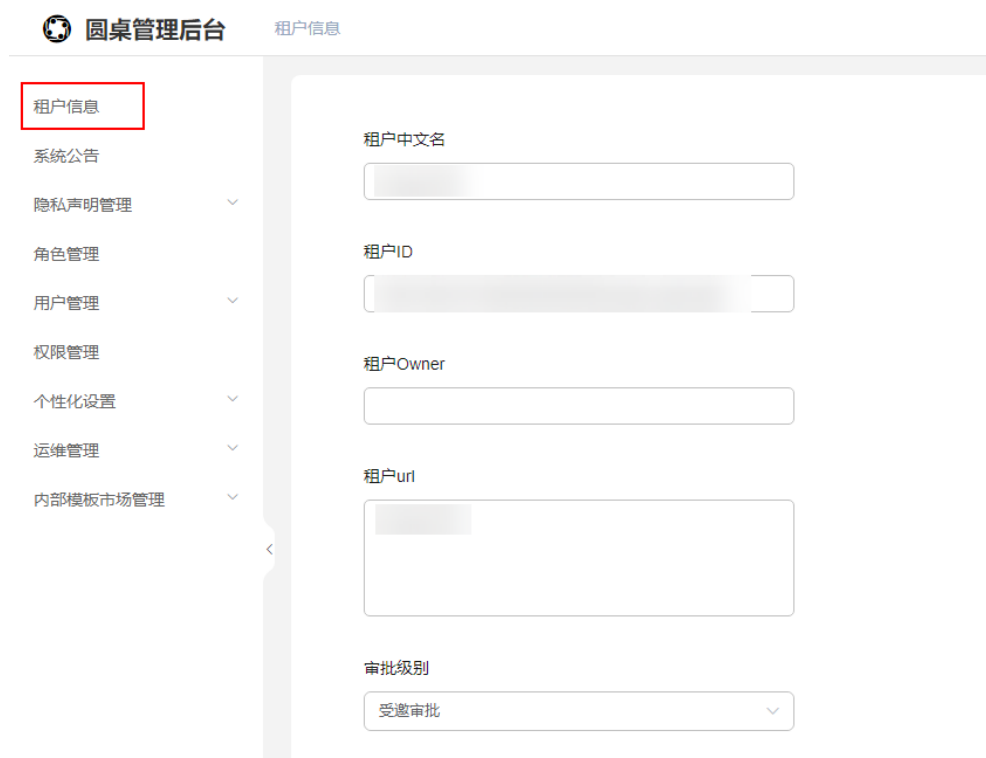 圆桌管理后台
租户信息
租户信息
系统公告
隐私声明管理
角色管理
用户管理
权限管理
个性化设置
运维管理
内部模板市场管理
租户中文名
租户ID
租户Owner
租户url
审批级别
受邀审批